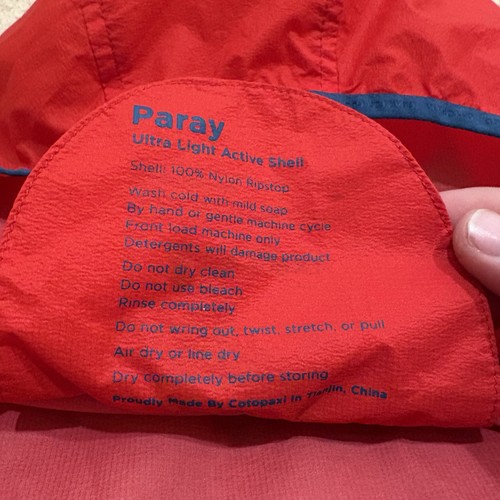 Paray
Ultra Light Active Shell
Shell: 100% Nylon Ripstop
Wash cold with mild soap
By hand or gentle machine cycle
Front load machine only
Detergents will damage product
Do not dry clean
Do not use bleach
Rinse completely
Do not wring out, twist, stretch, or pull
Air dry or line dry
Dry completely before storing
Proudly Made By Cotopaxi in Tianjin, China